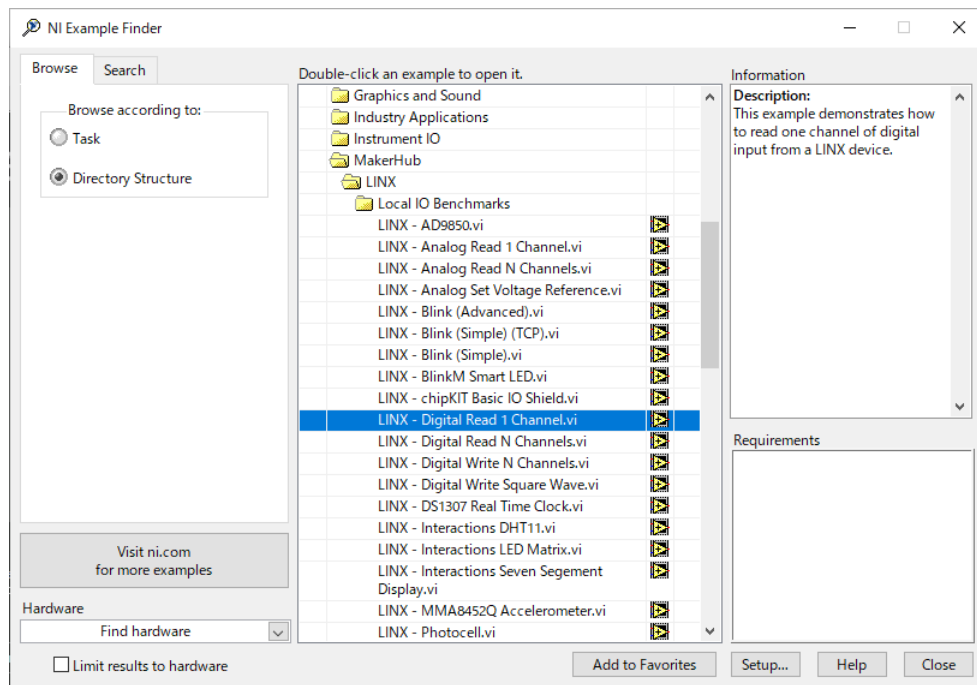 NI Example Finder
Browse
Search
Browse according to:
Task
Directory Structure
Visit ni.com
for more examples
Hardware
Find hardware
Limit results to hardware
Double-click an example to open it.
Graphics and Sound
Industry Applications
Instrument IO
MakerHub
LINX
Local IO Benchmarks
LINX - AD9850.vi
LINX - Analog Read 1 Channel.vi
LINX - Analog Read N Channels.vi
LINX - Analog Set Voltage Reference.vi
LINX - Blink (Advanced).vi
LINX - Blink (Simple) (TCP).vi
LINX - Blink (Simple).vi
LINX - BlinkM Smart LED.vi
LINX - chipKIT Basic IO Shield.vi
LINX - Digital Read 1 Channel.vi
LINX - Digital Read N Channels.vi
LINX - Digital Write N Channels.vi
LINX - Digital Write Square Wave.vi
LINX - DS1307 Real Time Clock.vi
LINX - Interactions DHT11.vi
LINX - Interactions LED Matrix.vi
LINX - Interactions Seven Segement
Display.vi
LINX - MMA8452Q Accelerometer.vi
LINX - Photocell.vi
Information
Description:
This example demonstrates how
to read one channel of digital
input from a LINX device.
Requirements
Add to Favorites
Setup...
Help
Close